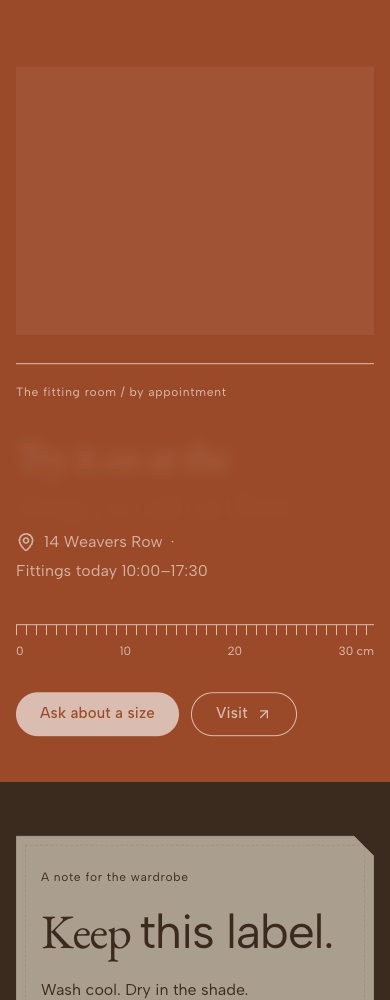 The fitting room / by appointment
14 Weavers Row ·
Fittings today 10:00–17:30
0 10 20 30 cm
Ask about a size
Visit
A note for the wardrobe
Keep this label.
Wash cool. Dry in the shade.